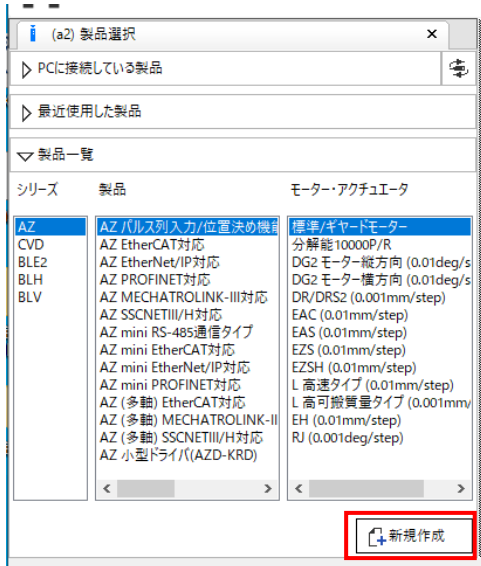 (a2) 製品選択
PCに接続している製品
最近使用した製品
製品一覧
シリーズ 製品 モーター・アクチュエータ
AZ
CVD
BLE2
BLH
BLV
AZ パルス列入力/位置決め機能
AZ EtherCAT対応
AZ EtherNet/IP対応
AZ PROFINET対応
AZ MECHATROLINK-III対応
AZ SSCNETIII/H対応
AZ mini RS-485通信タイプ
AZ mini EtherCAT対応
AZ mini EtherNet/IP対応
AZ mini PROFINET対応
AZ (多軸) EtherCAT対応
AZ (多軸) MECHATROLINK-II
AZ (多軸) SSCNETIII/H対応
AZ 小型ドライバ(AZD-KRD)
標準/ギヤードモーター
分解能10000P/R
DG2 モーター縦方向 (0.01deg/s
DG2 モーター横方向 (0.01deg/s
DR/DRS2 (0.001mm/step)
EAC (0.01mm/step)
EAS (0.01mm/step)
EZS (0.01mm/step)
EZSH (0.01mm/step)
L 高速タイプ (0.01mm/step)
L 高可搬質量タイプ (0.001mm/
EH (0.01mm/step)
RJ (0.001deg/step)
新規作成